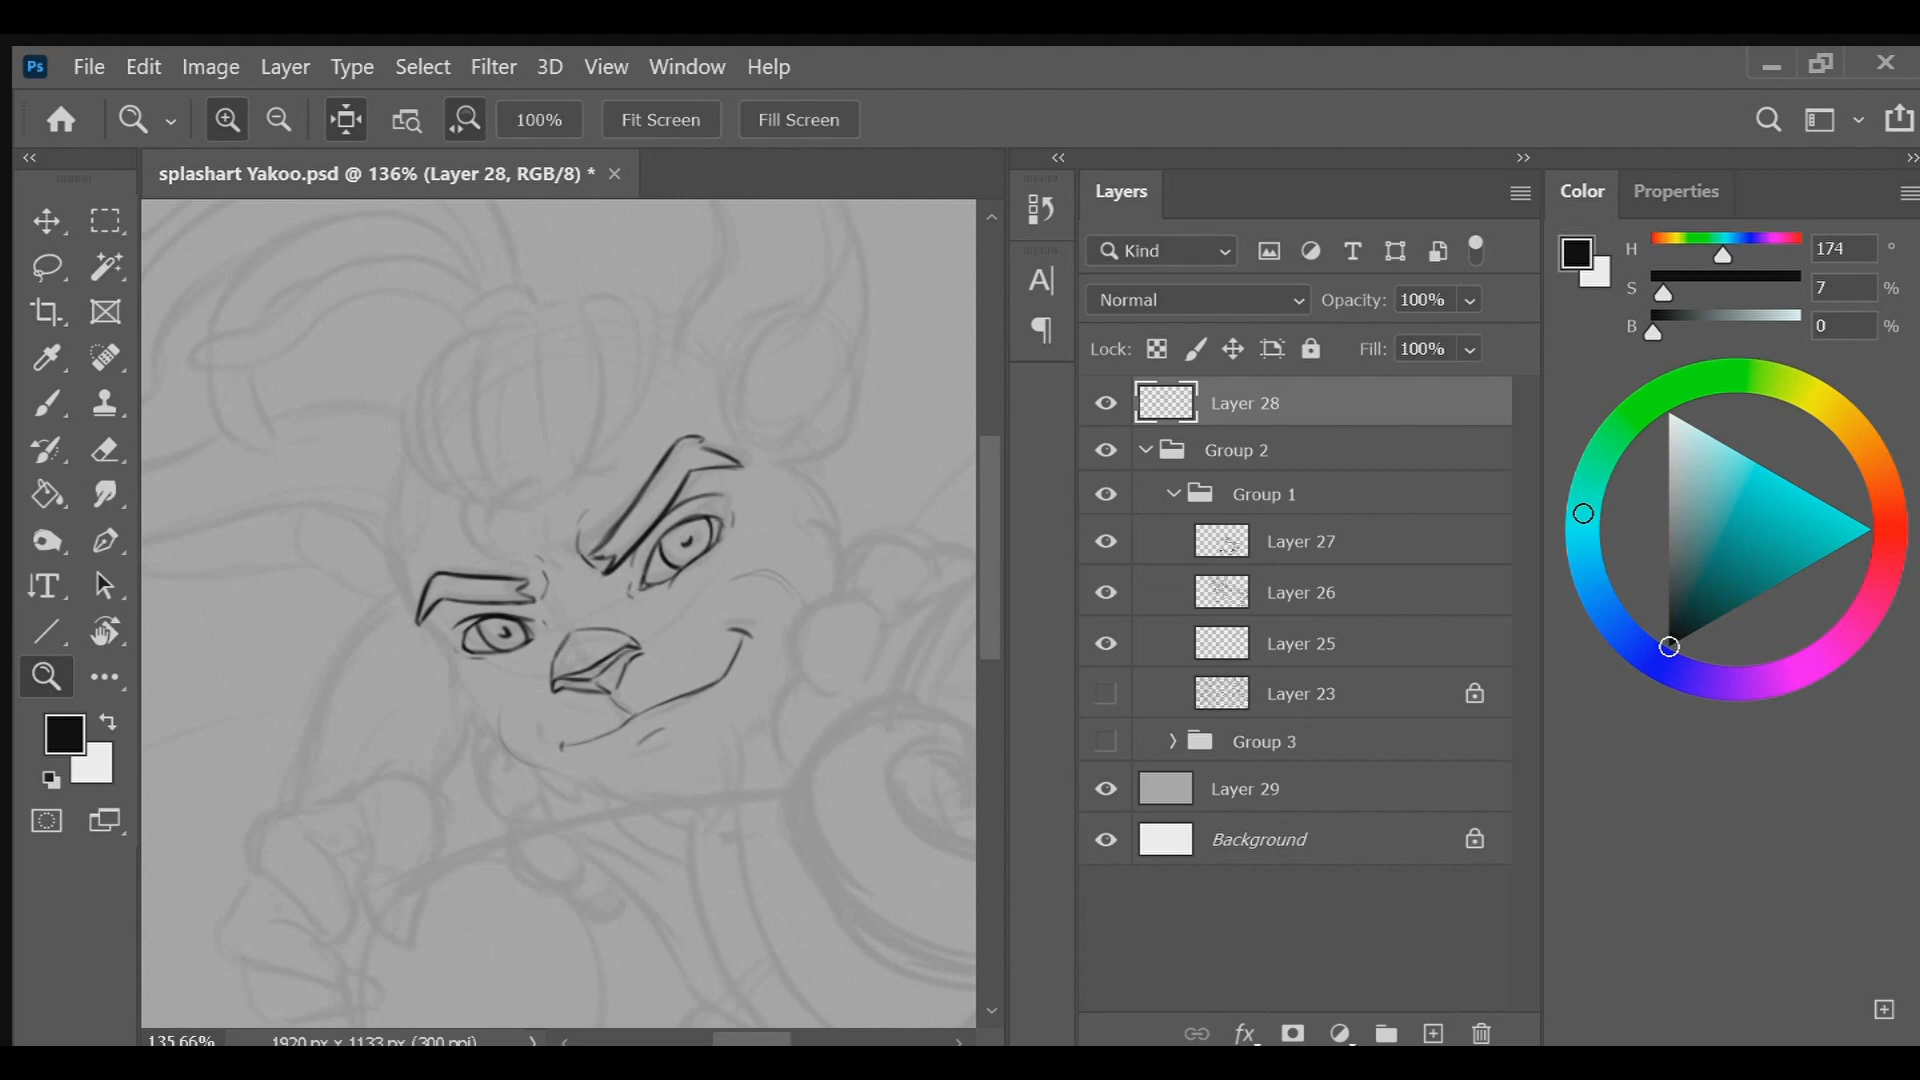 Ps File Edit Image Layer Type Select Filter 3D View Window Help
100% Fit Screen Fill Screen
splashart Yakoo.psd @ 136% (Layer 28, RGB/8) *
Layers
Color Properties
Kind
H 174 °
S 7 %
B 0 %
Normal Opacity: 100%
Lock: Fill: 100%
Layer 28
Group 2
Group 1
Layer 27
Layer 26
Layer 25
Layer 23
Group 3
Layer 29
Background
135.66% 1920 px x 1133 px (300 ppi)
fx